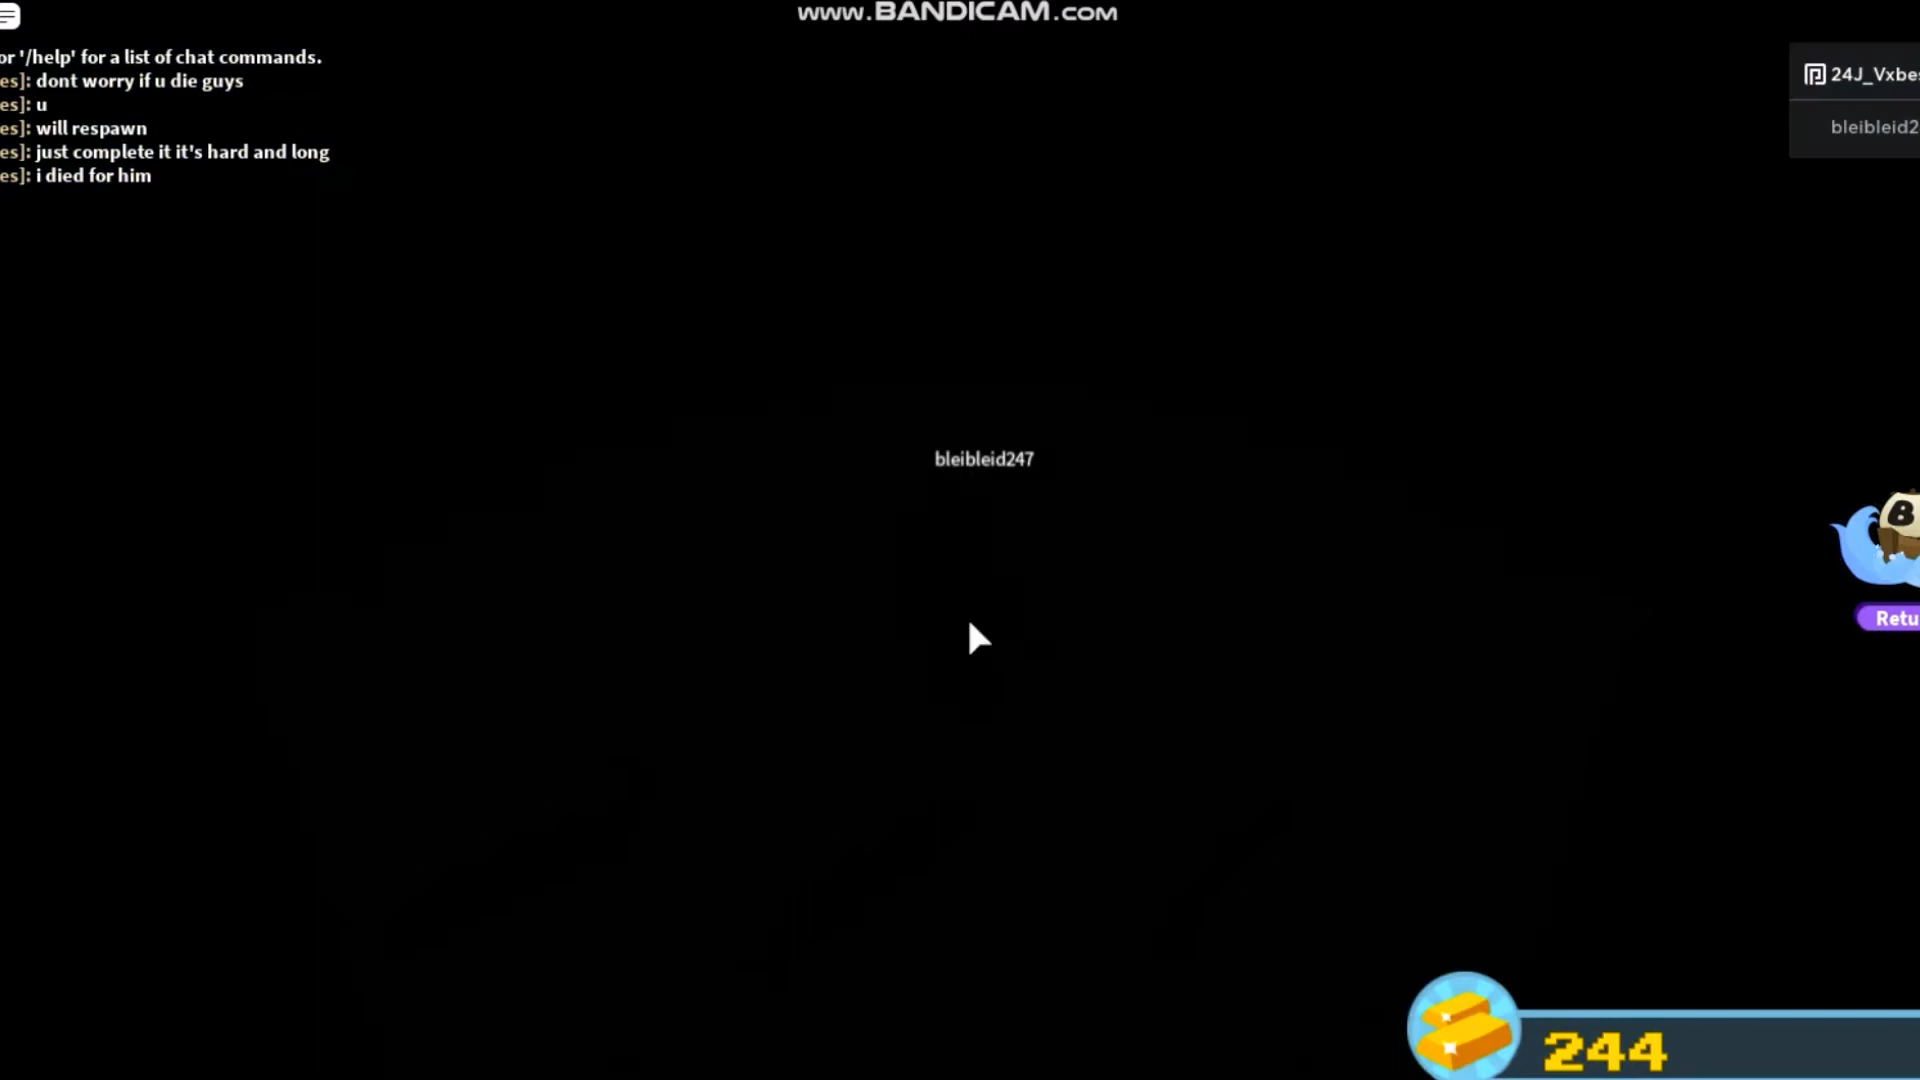 www.BANDICAM.com
or '/help' for a list of chat commands.
es]: dont worry if u die guys
es]: u
es]: will respawn
es]: just complete it it's hard and long
es]: i died for him
24J_Vxbes
bleibleid2
bleibleid247
B
Retu
244